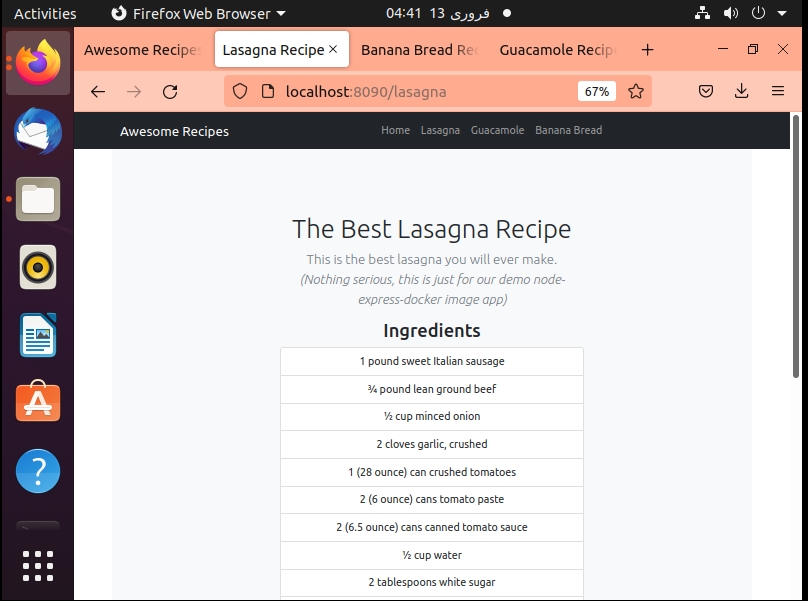 Activities Firefox Web Browser 04:41 13 فروری
Awesome Recipes Lasagna Recipe Banana Bread Rec Guacamole Recip
localhost:8090/lasagna 67%
Awesome Recipes Home Lasagna Guacamole Banana Bread
The Best Lasagna Recipe
This is the best lasagna you will ever make.
(Nothing serious, this is just for our demo node-
express-docker image app)
Ingredients
1 pound sweet Italian sausage
¾ pound lean ground beef
½ cup minced onion
2 cloves garlic, crushed
1 (28 ounce) can crushed tomatoes
2 (6 ounce) cans tomato paste
2 (6.5 ounce) cans canned tomato sauce
½ cup water
2 tablespoons white sugar